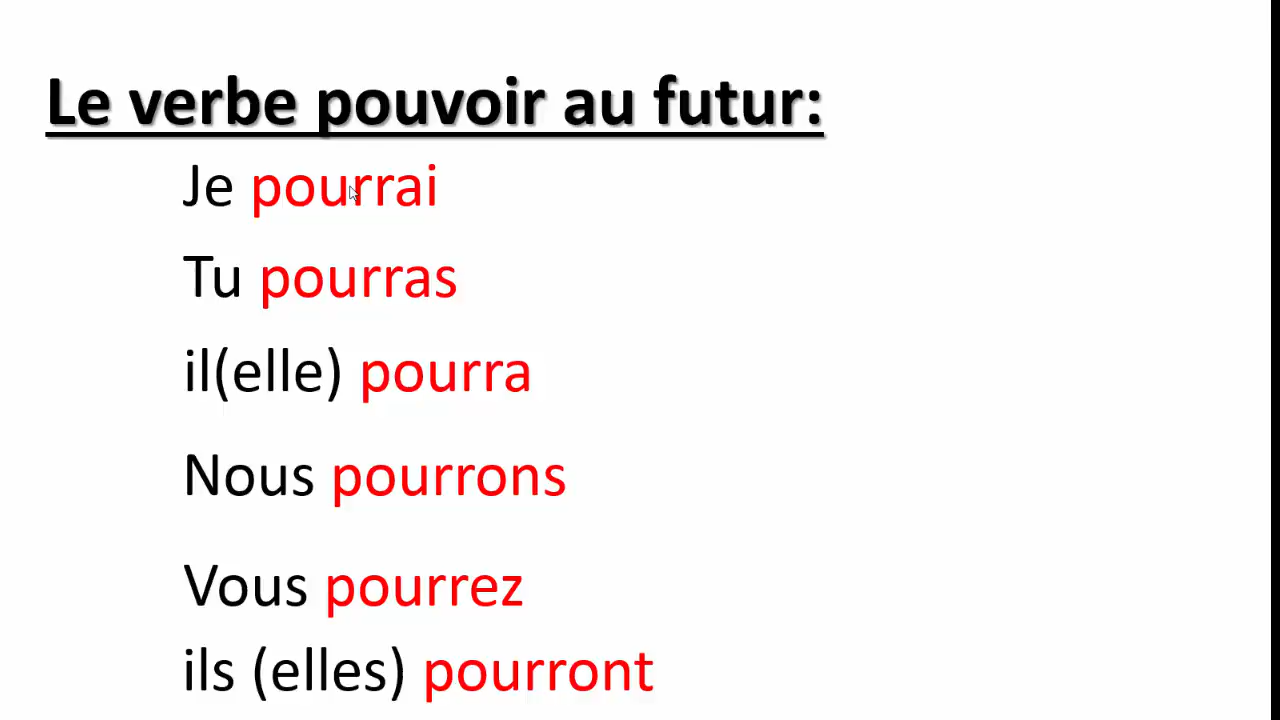 Le verbe pouvoir au futur:
Je pourrai
Tu pourras
il(elle) pourra
Nous pourrons
Vous pourrez
ils (elles) pourront